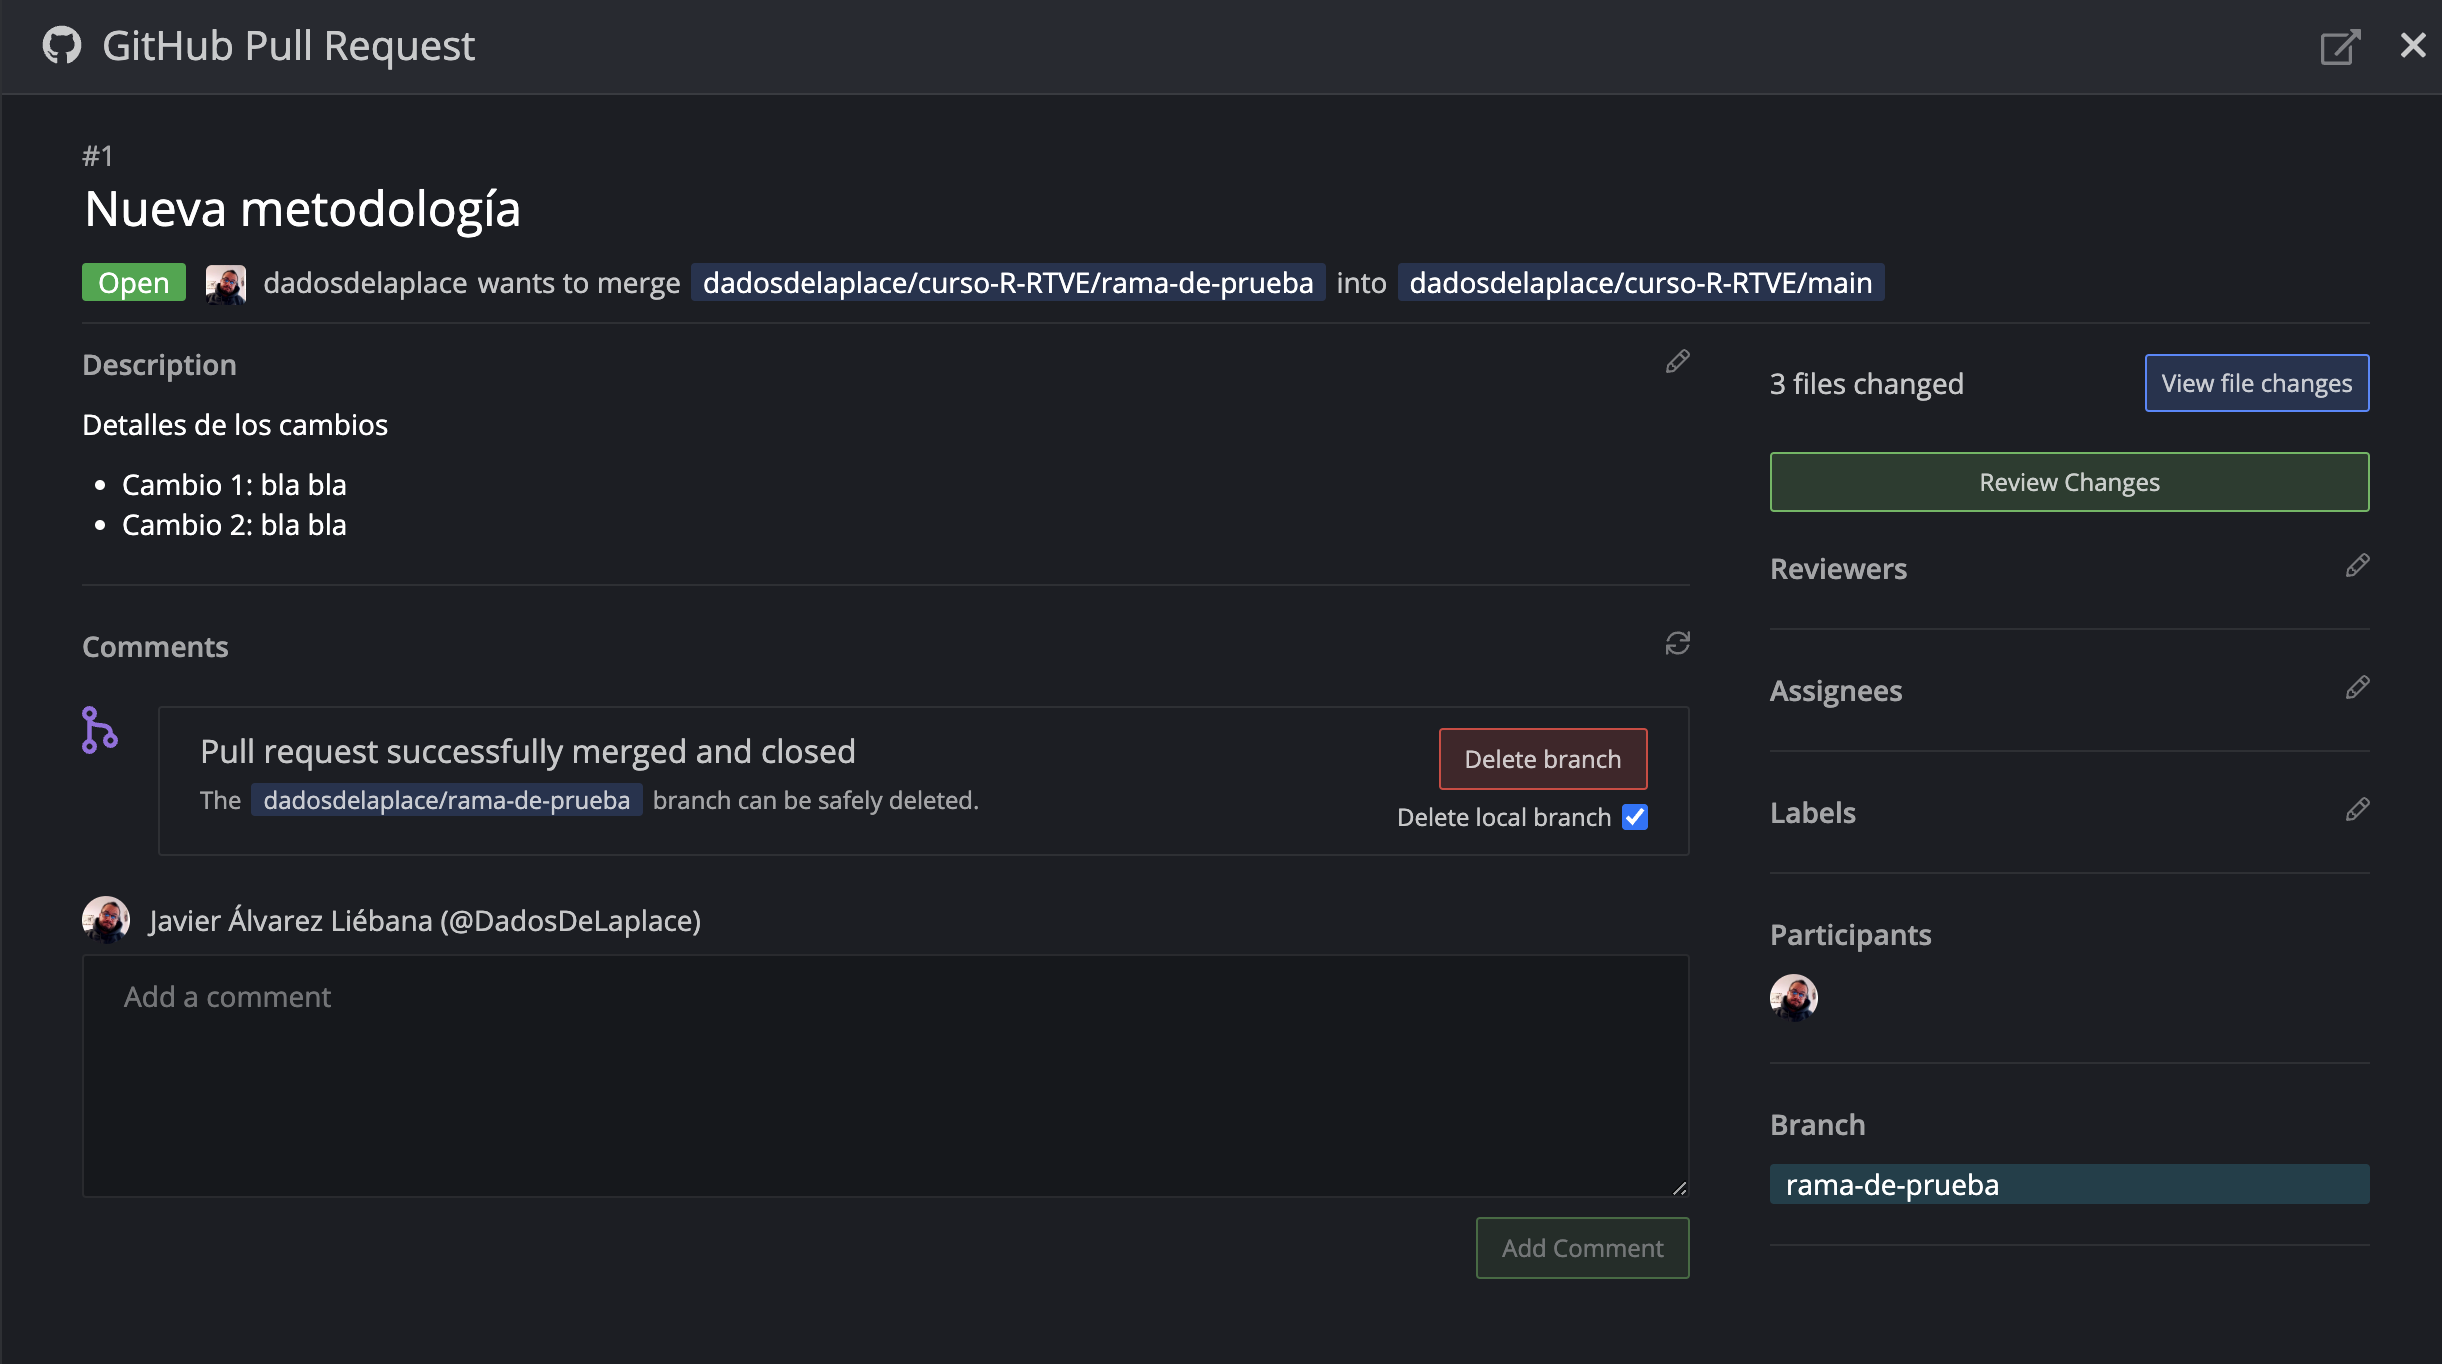 GitHub Pull Request
#1
Nueva metodología
Open dadosdelaplace wants to merge dadosdelaplace/curso-R-RTVE/rama-de-prueba into dadosdelaplace/curso-R-RTVE/main
Description
Detalles de los cambios
• Cambio 1: bla bla
• Cambio 2: bla bla
3 files changed View file changes
Review Changes
Reviewers
Comments
Pull request successfully merged and closed
The dadosdelaplace/rama-de-prueba branch can be safely deleted.
Delete branch
Delete local branch
Javier Álvarez Liébana (@DadosDeLaplace)
Add a comment
Add Comment
Assignees
Labels
Participants
Branch
rama-de-prueba